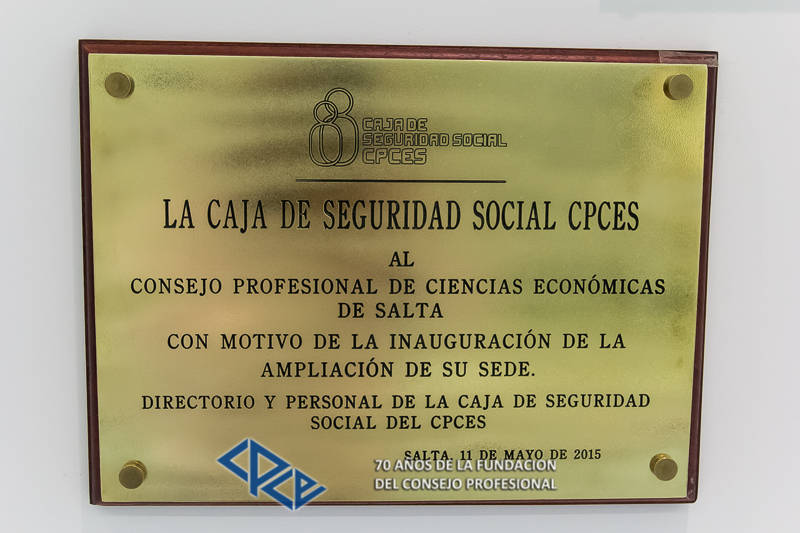 CAJA DE
SEGURIDAD SOCIAL
CPCES
LA CAJA DE SEGURIDAD SOCIAL CPCES
AL
CONSEJO PROFESIONAL DE CIENCIAS ECONÓMICAS
DE SALTA
CON MOTIVO DE LA INAUGURACIÓN DE LA
AMPLIACIÓN DE SU SEDE.
DIRECTORIO Y PERSONAL DE LA CAJA DE SEGURIDAD
SOCIAL DEL CPCES
SALTA, 11 DE MAYO DE 2015
CPCE
70 AÑOS DE LA FUNDACIÓN
DEL CONSEJO PROFESIONAL